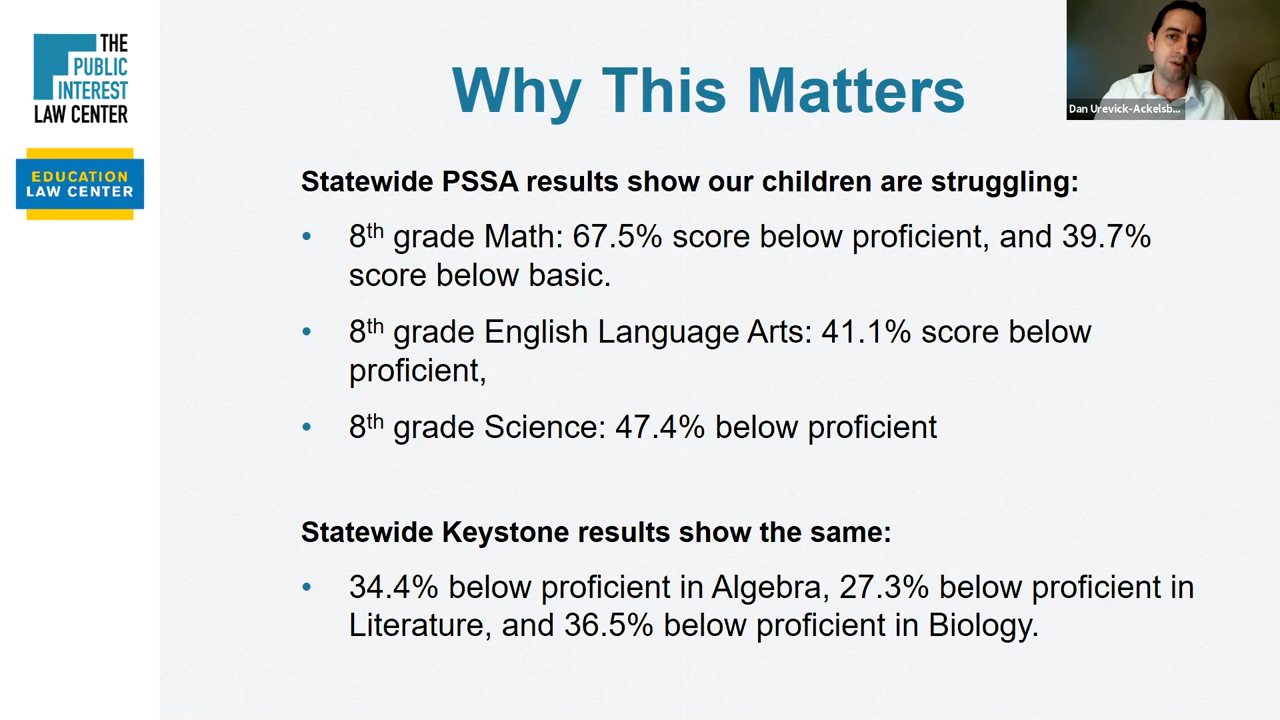 THE
PUBLIC
INTEREST
LAW CENTER
EDUCATION
LAW CENTER
Why This Matters
Dan Urevick-Ackelsb...
Statewide PSSA results show our children are struggling:
• 8th grade Math: 67.5% score below proficient, and 39.7%
score below basic.
• 8th grade English Language Arts: 41.1% score below
proficient,
• 8th grade Science: 47.4% below proficient
Statewide Keystone results show the same:
• 34.4% below proficient in Algebra, 27.3% below proficient in
Literature, and 36.5% below proficient in Biology.